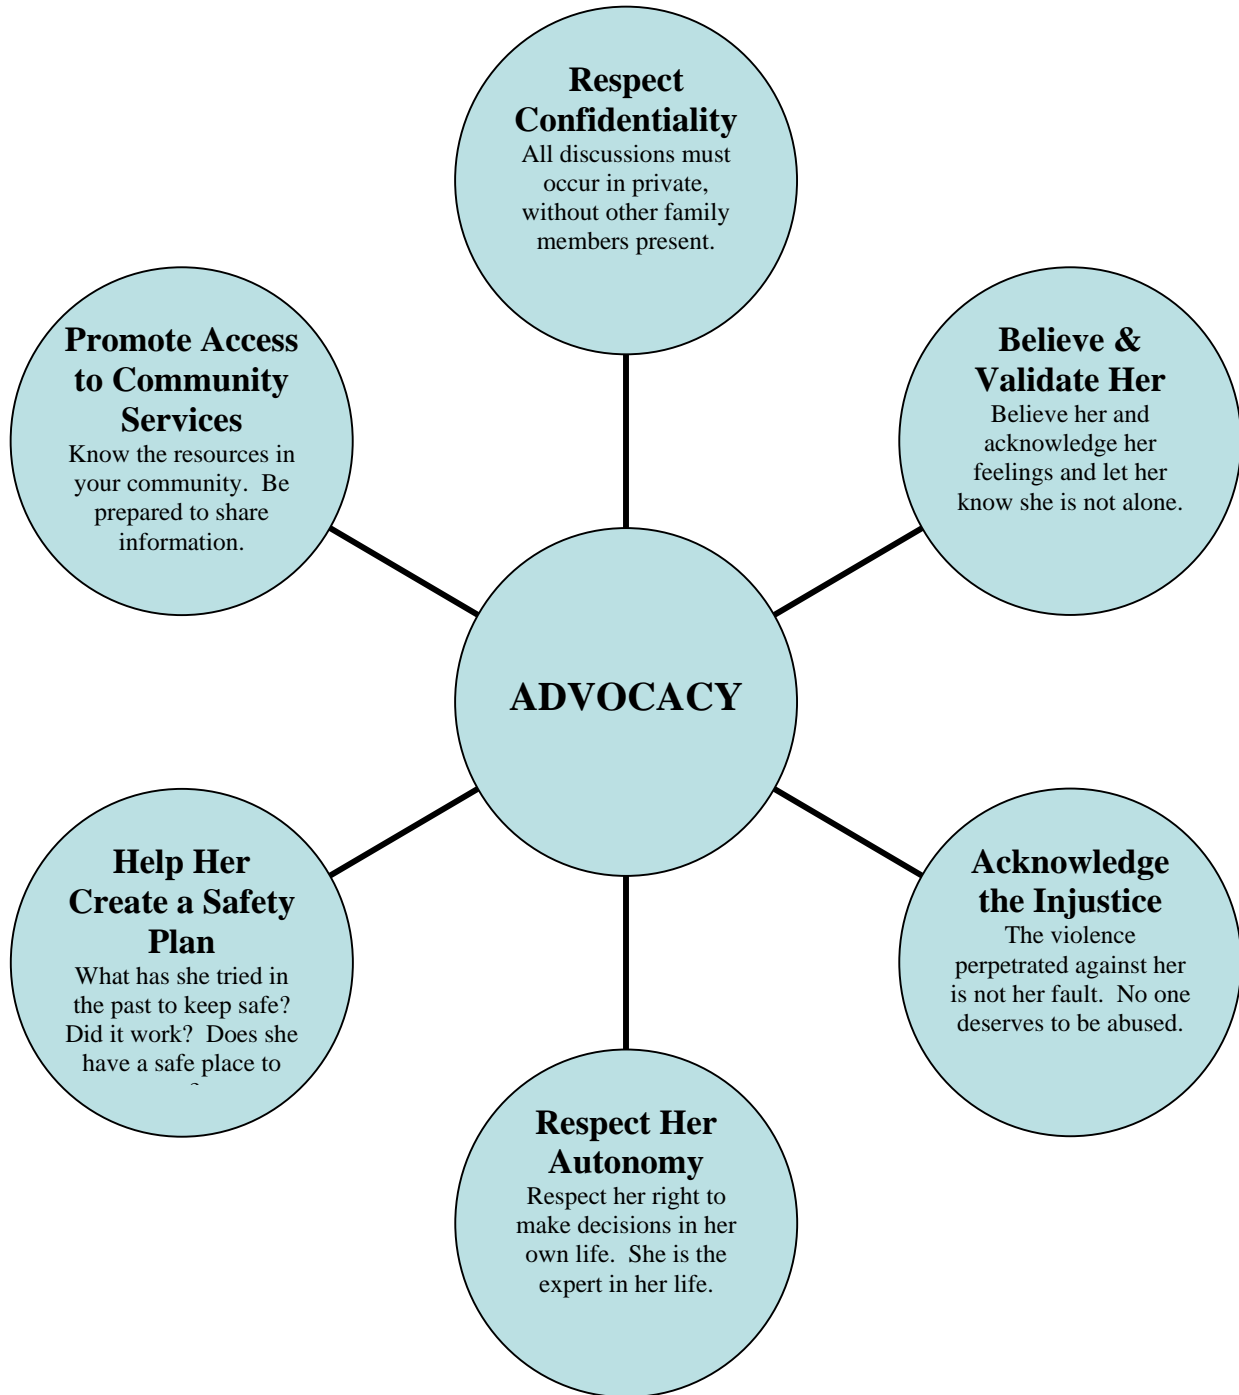 Respect
Confidentiality
All discussions must
occur in private,
without other family
members present.
Believe &
Validate Her
Believe her and
acknowledge her
feelings and let her
know she is not alone.
Acknowledge
the Injustice
The violence
perpetrated against her
is not her fault.  No one
deserves to be abused.
Respect Her
Autonomy
Respect her right to
make decisions in her
own life.  She is the
expert in her life.
Help Her
Create a Safety
Plan
What has she tried in
the past to keep safe?
Did it work?  Does she
have a safe place to
Promote Access
to Community
Services
Know the resources in
your community.  Be
prepared to share
information.
ADVOCACY